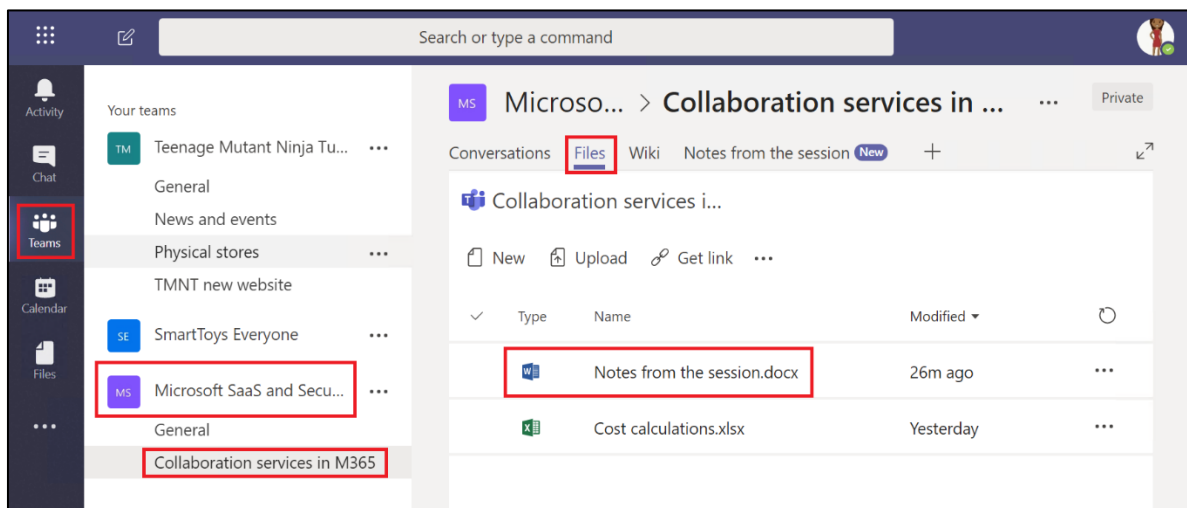 Search or type a command
Activity
Chat
Teams
Calendar
Files
Your teams
TM Teenage Mutant Ninja Tu...
General
News and events
Physical stores
TMNT new website
SE SmartToys Everyone
MS Microsoft SaaS and Secu...
General
Collaboration services in M365
MS Microso... > Collaboration services in ... Private
Conversations Files Wiki Notes from the session New
Collaboration services i...
New Upload Get link
Type Name Modified
Notes from the session.docx 26m ago
Cost calculations.xlsx Yesterday